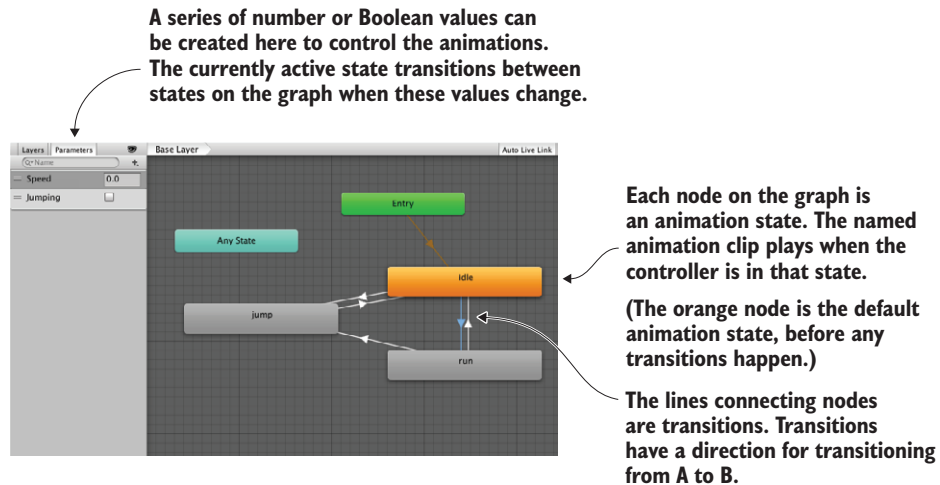 A series of number or Boolean values can
be created here to control the animations.
The currently active state transitions between
states on the graph when these values change.
Layers Parameters
Base Layer
Auto Live Link
Name
Speed 0.0
Jumping
Entry
Any State
Idle
jump
run
Each node on the graph is
an animation state. The named
animation clip plays when the
controller is in that state.
(The orange node is the default
animation state, before any
transitions happen.)
The lines connecting nodes
are transitions. Transitions
have a direction for transitioning
from A to B.